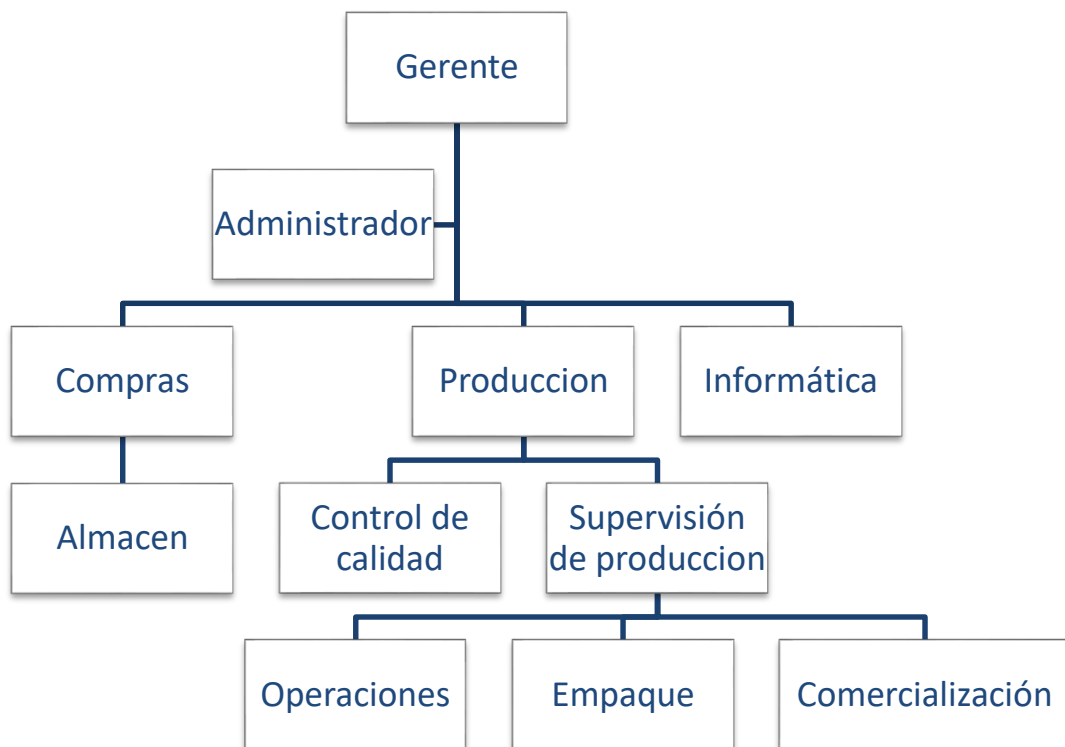 Gerente
Administrador
Compras
Produccion
Informática
Almacen
Control de
calidad
Supervisión
de produccion
Operaciones
Empaque
Comercialización